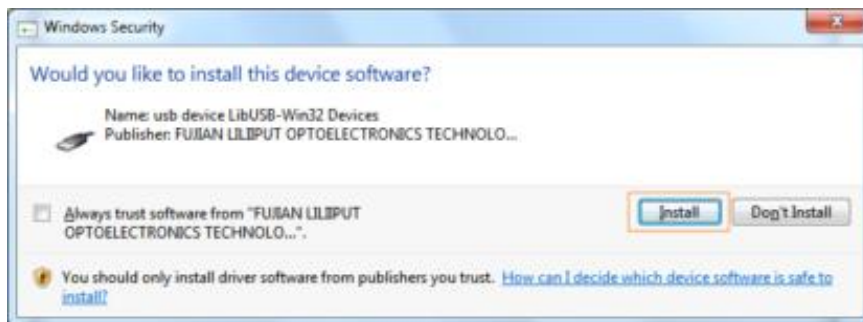 Windows Security
Would you like to install this device software?
Name: usb device LibUSB-Win32 Devices
Publisher: FUJIAN LILLIPUT OPTOELECTRONICS TECHNOLO...
Always trust software from "FUJIAN LILLIPUT
OPTOELECTRONICS TECHNOLO...".
Install
Don't Install
You should only install driver software from publishers you trust. How can I decide which device software is safe to
install?